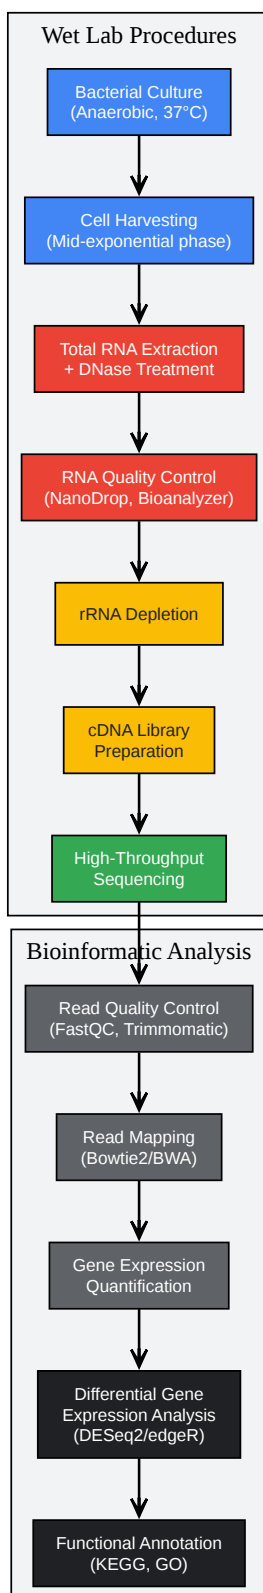 Wet Lab Procedures
Bacterial Culture
(Anaerobic, 37°C)
Cell Harvesting
(Mid-exponential phase)
Total RNA Extraction
+ DNase Treatment
RNA Quality Control
(NanoDrop, Bioanalyzer)
rRNA Depletion
cDNA Library
Preparation
High-Throughput
Sequencing
Bioinformatic Analysis
Read Quality Control
(FastQC, Trimmomatic)
Read Mapping
(Bowtie2/BWA)
Gene Expression
Quantification
Differential Gene
Expression Analysis
(DESeq2/edgeR)
Functional Annotation
(KEGG, GO)